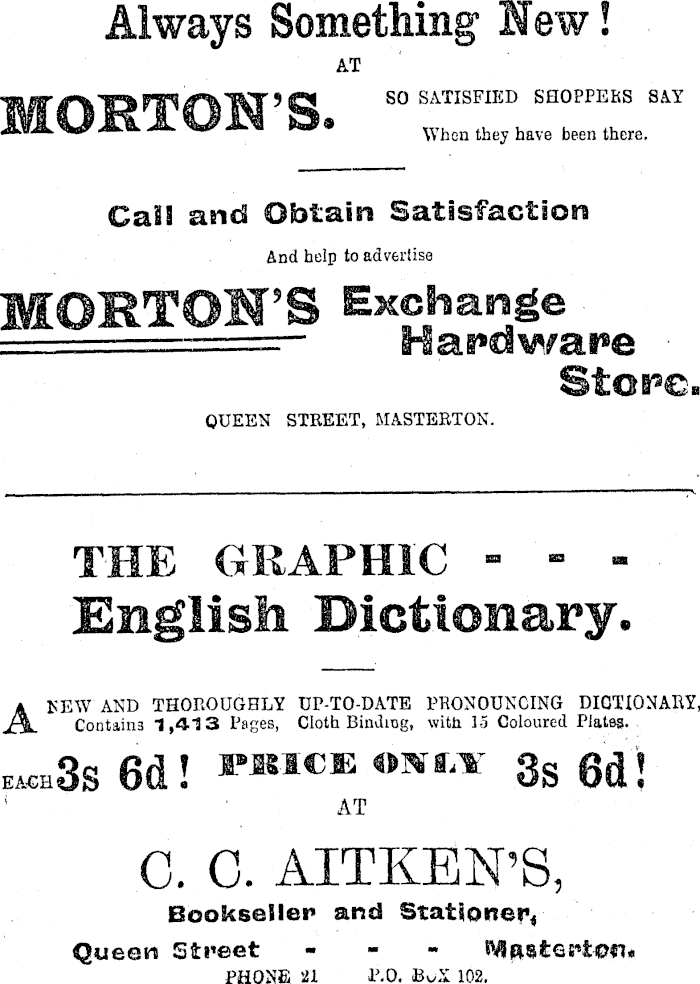 Always Something New!
AT
MORTON'S.
SO SATISFIED SHOPPERS SAY
When they have been there.
Call and Obtain Satisfaction
And help to advertise
MORTON'S Exchange
Hardware
Store.
QUEEN STREET, MASTERTON.
THE GRAPHIC - - -
English Dictionary.
A NEW AND THOROUGHLY UP-TO-DATE PRONOUNCING DICTIONARY,
Contains 1,413 Pages, Cloth Binding, with 15 Coloured Plates.
EACH 3s 6d! PRICE ONLY 3s 6d!
AT
C. C. AITKEN'S,
Bookseller and Stationer,
Queen Street - - - Masterton.
PHONE 21 P.O. BOX 102.